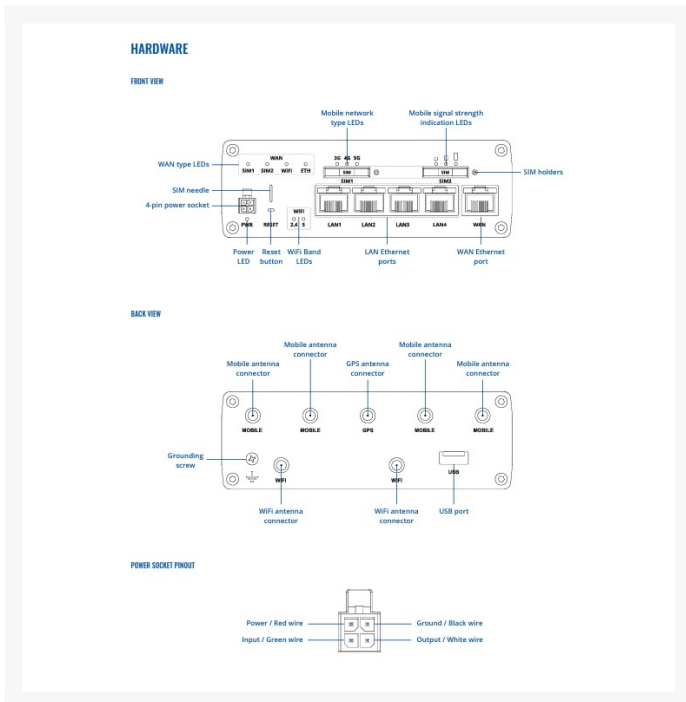 HARDWARE
FRONT VIEW
Mobile network
type LEDs
Mobile signal strength
indication LEDs
WAN type LEDs
WAN
SIM1 SIM2 WiFi ETH
3G 4G 5G
SIM
SIM1
SIM
SIM2
SIM holders
SIM needle
4-pin power socket
WIFI
2.4 5
PWR
RESET
LAN1 LAN2 LAN3 LAN4 WAN
Power
LED
Reset
button
WiFi Band
LEDs
LAN Ethernet
ports
WAN Ethernet
port
BACK VIEW
Mobile antenna
connector
Mobile antenna
connector
GPS antenna
connector
Mobile antenna
connector
Mobile antenna
connector
MOBILE MOBILE GPS MOBILE MOBILE
Grounding
screw
WIFI WIFI USB
WiFi antenna
connector
WiFi antenna
connector
USB port
POWER SOCKET PINOUT
Power / Red wire
Ground / Black wire
Input / Green wire
Output / White wire